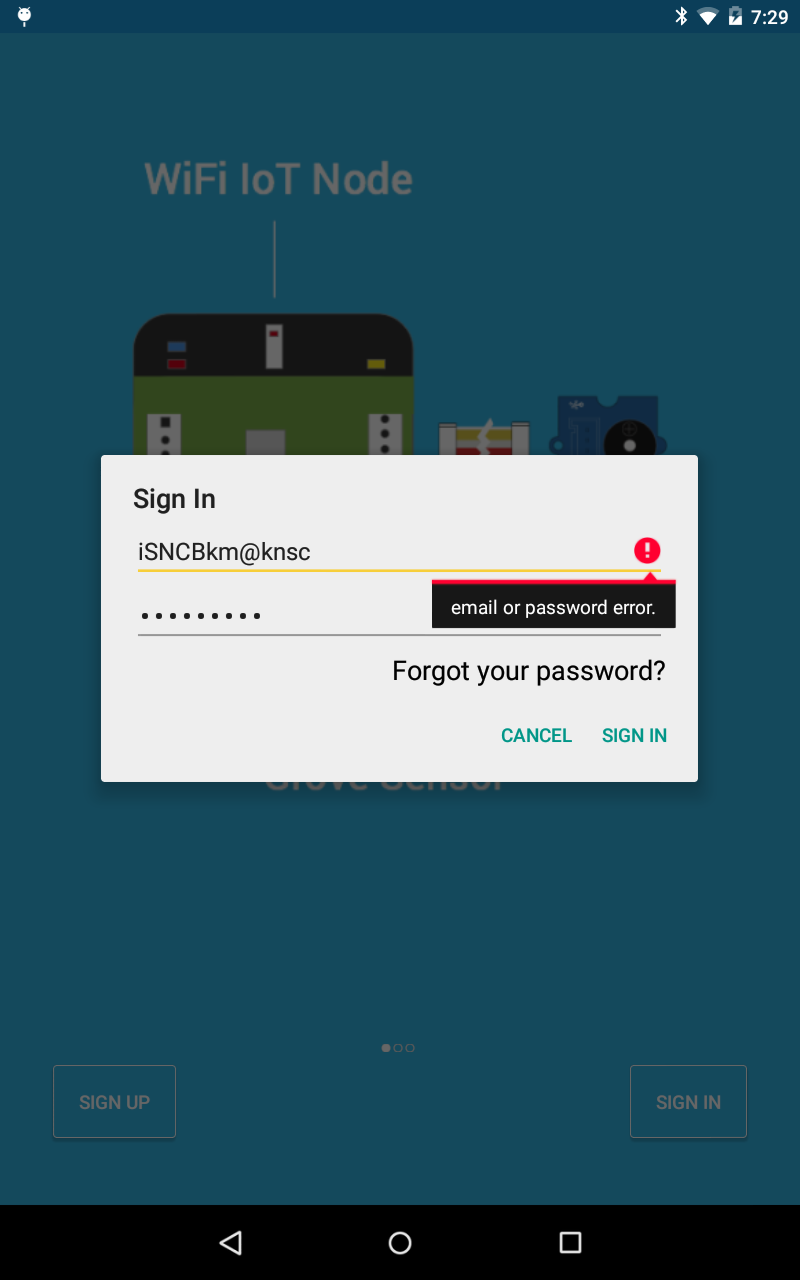 7:29
WiFi IoT Node
Sign In
iSNCBkm@knsc
email or password error.
Forgot your password?
CANCEL SIGN IN
Grove Sensor
SIGN UP SIGN IN